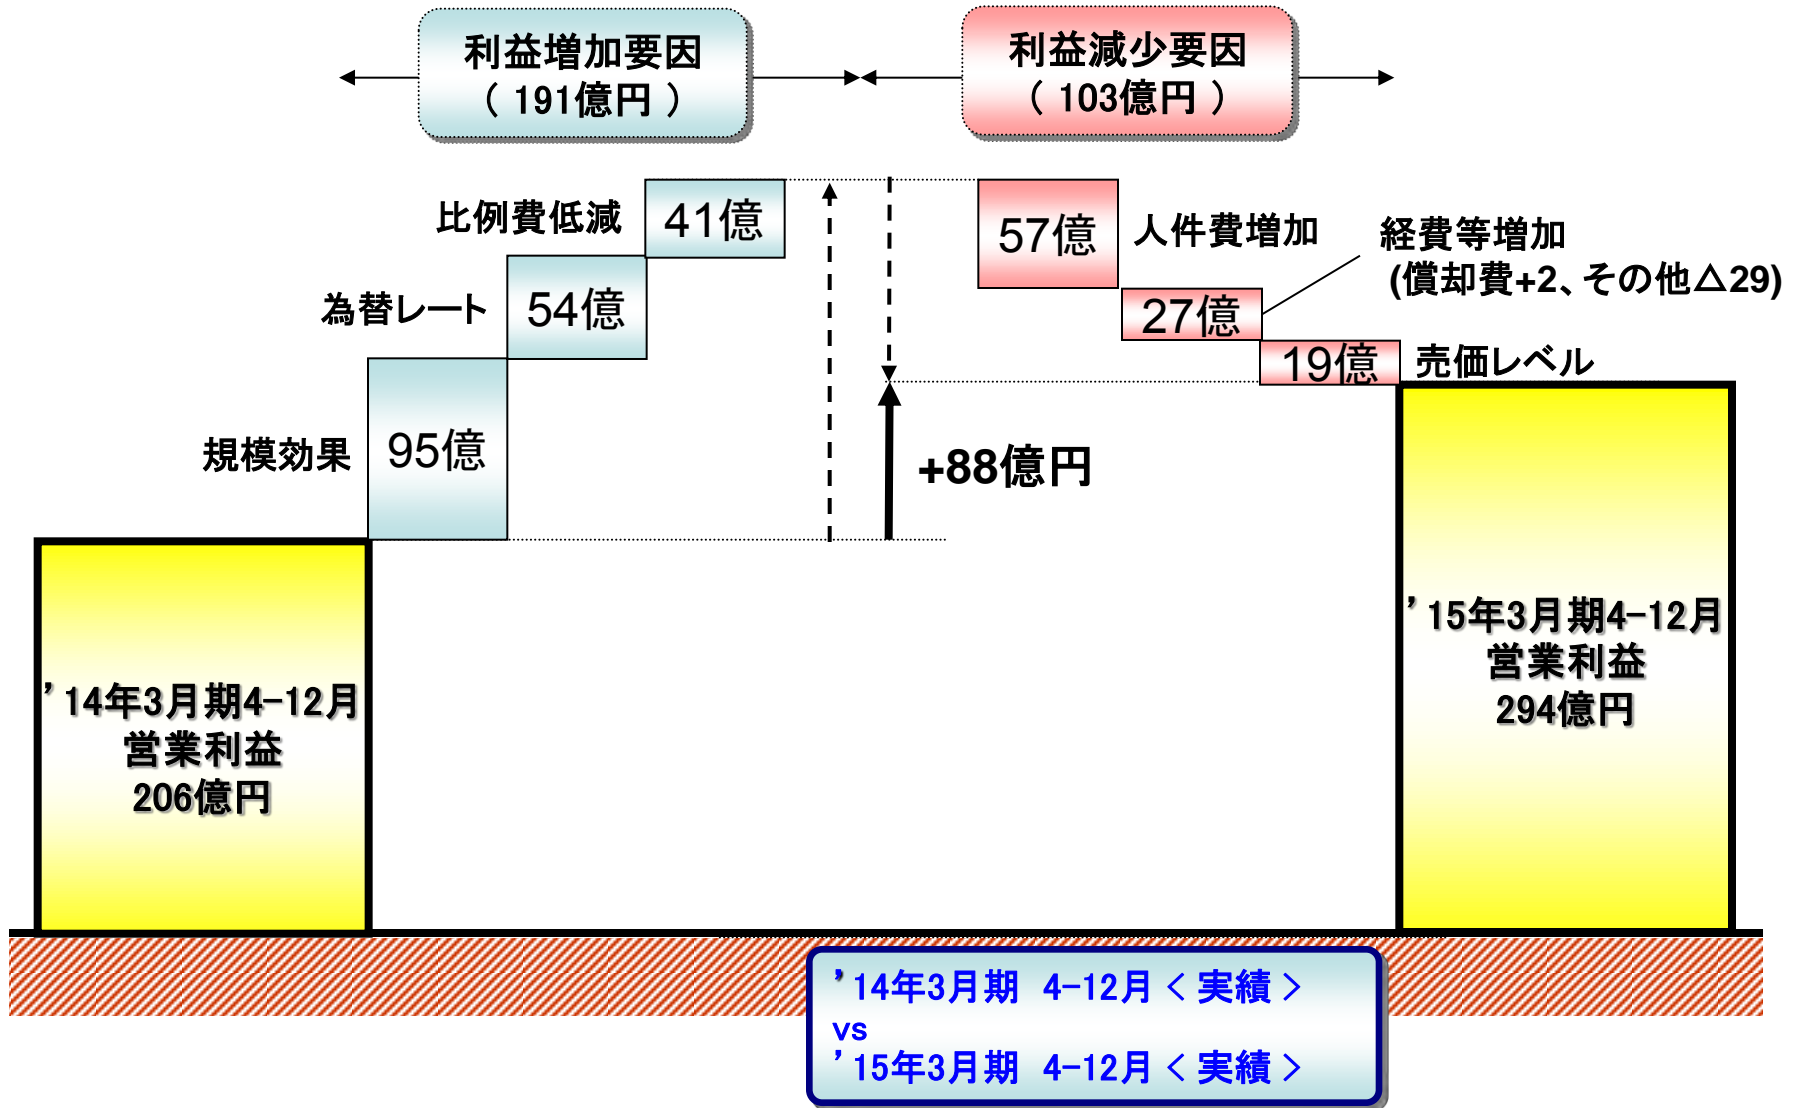 利益増加要因
（ 191億円 ）
利益減少要因
（ 103億円 ）
比例費低減
41億
57億
人件費増加
経費等増加
(償却費+2、その他△29)
為替レート
54億
27億
19億
売価レベル
規模効果
95億
+88億円
’14年3月期4−12月
営業利益
206億円
’15年3月期4−12月
営業利益
294億円
’14年3月期 4−12月＜実績＞
vs
’15年3月期 4−12月＜実績＞